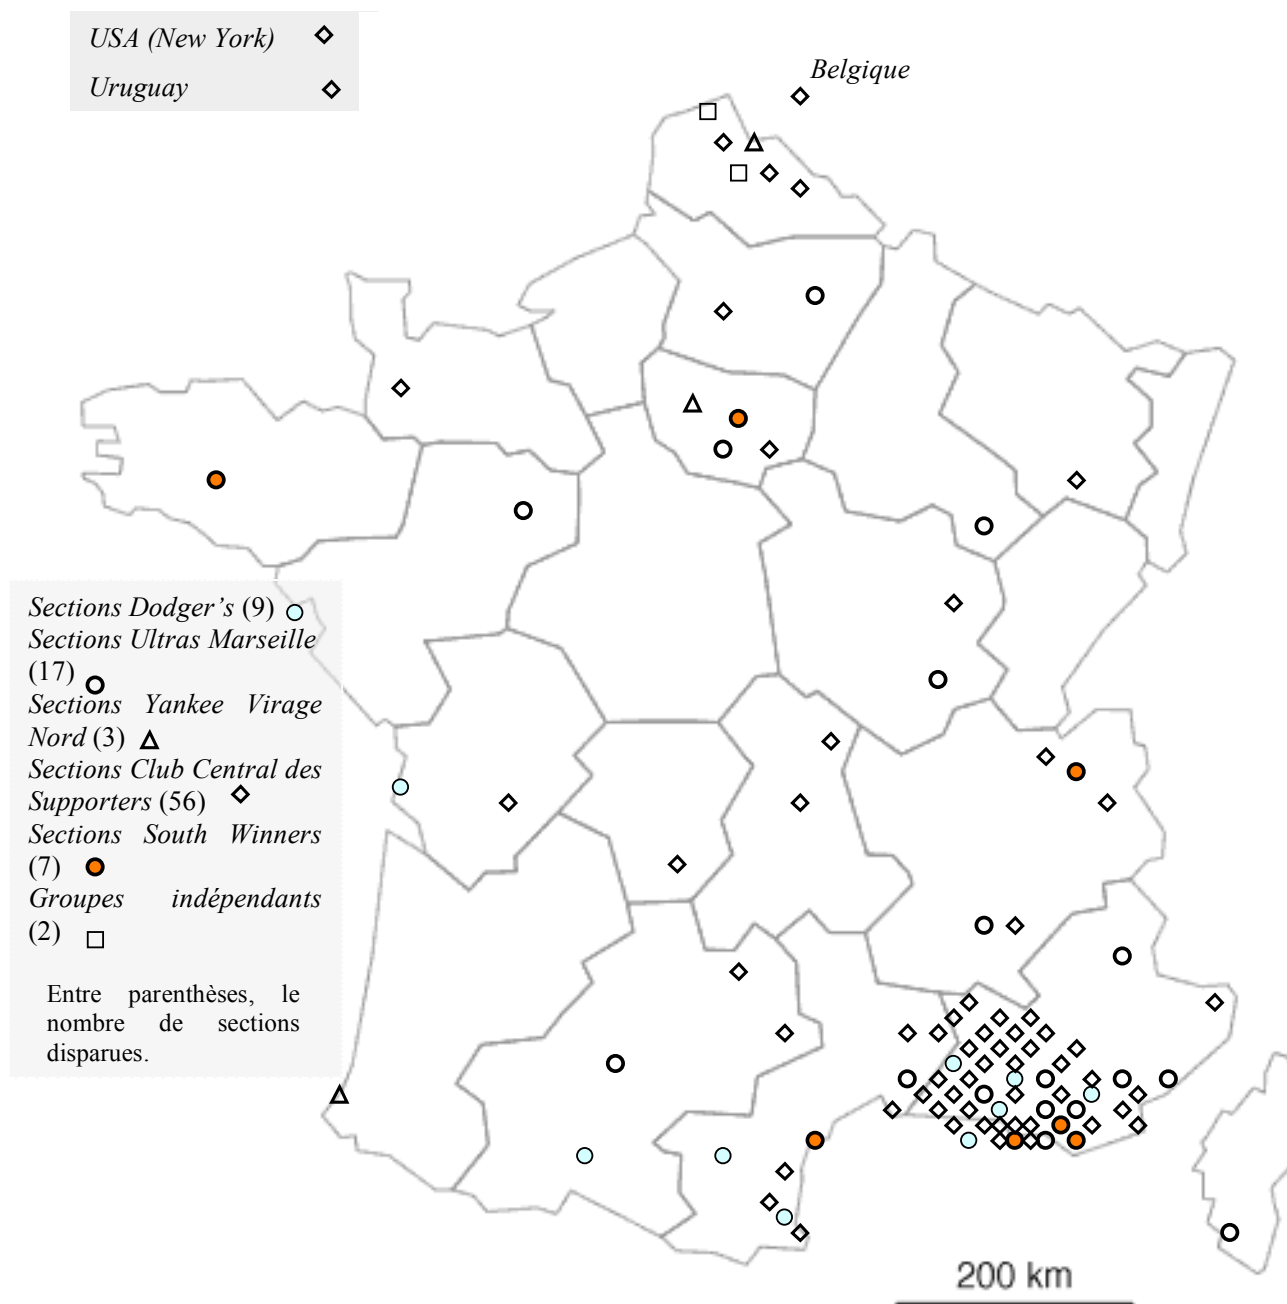 USA (New York)
Uruguay
Belgique
Sections Dodger’s (9)
Sections Ultras Marseille
(17)
Sections Yankee Virage
Nord (3)
Sections Club Central des
Supporters (56)
Sections South Winners
(7)
Groupes indépendants
(2)
Entre parenthèses, le
nombre de sections
disparues.
200 km